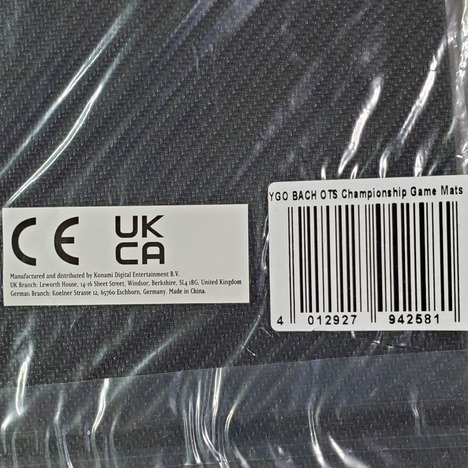 CE UK
CA
Manufactured and distributed by Konami Digital Entertainment B.V.
UK Branch: Leworth House, 14-16 Sheet Street, Windsor, Berkshire, SL4 1BG, United Kingdom
German Branch: Koelner Strasse 12, 65760 Eschborn, Germany. Made in China.
YGO BACH OTS Championship Game Mats
4 012927 942581